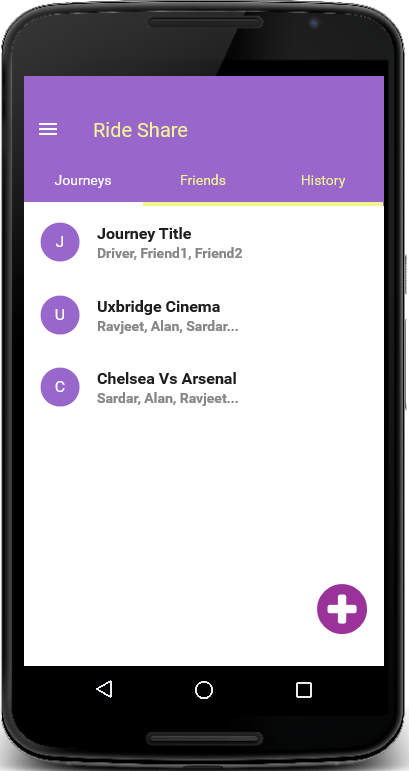 Ride Share
Journeys Friends History
J Journey Title
Driver, Friend1, Friend2
U Uxbridge Cinema
Ravjeet, Alan, Sardar...
C Chelsea Vs Arsenal
Sardar, Alan, Ravjeet...